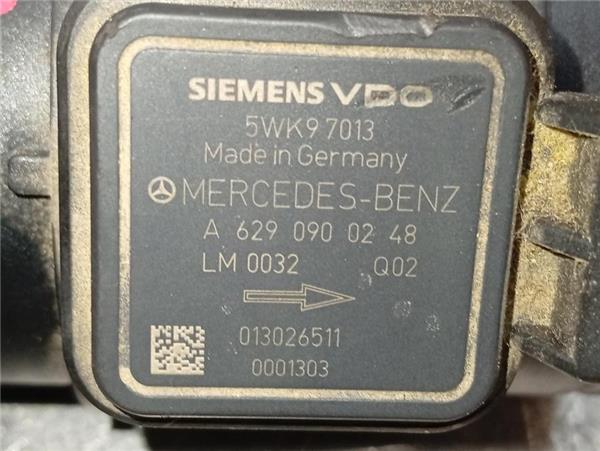 SIEMENS VDO
5WK9 7013
Made in Germany
MERCEDES-BENZ
A 629 090 02 48
LM 0032 Q02
013026511
0001303